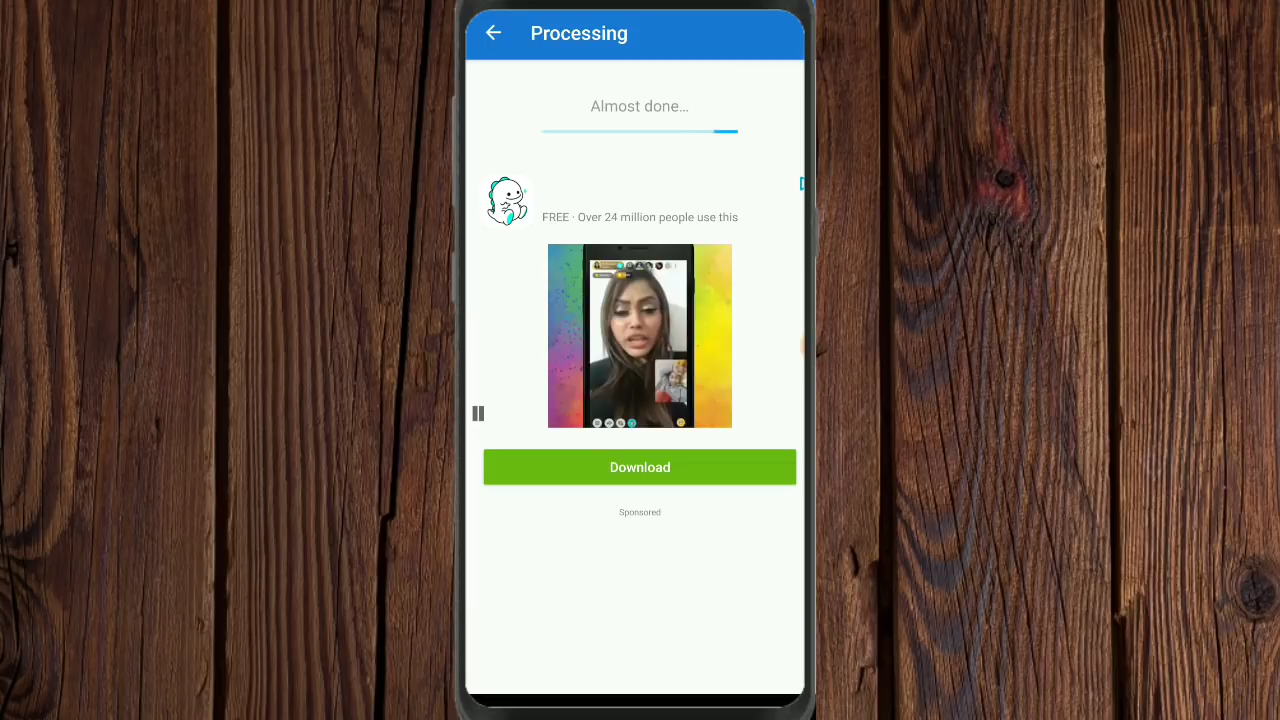 Processing
Almost done...
FREE · Over 24 million people use this
Download
Sponsored